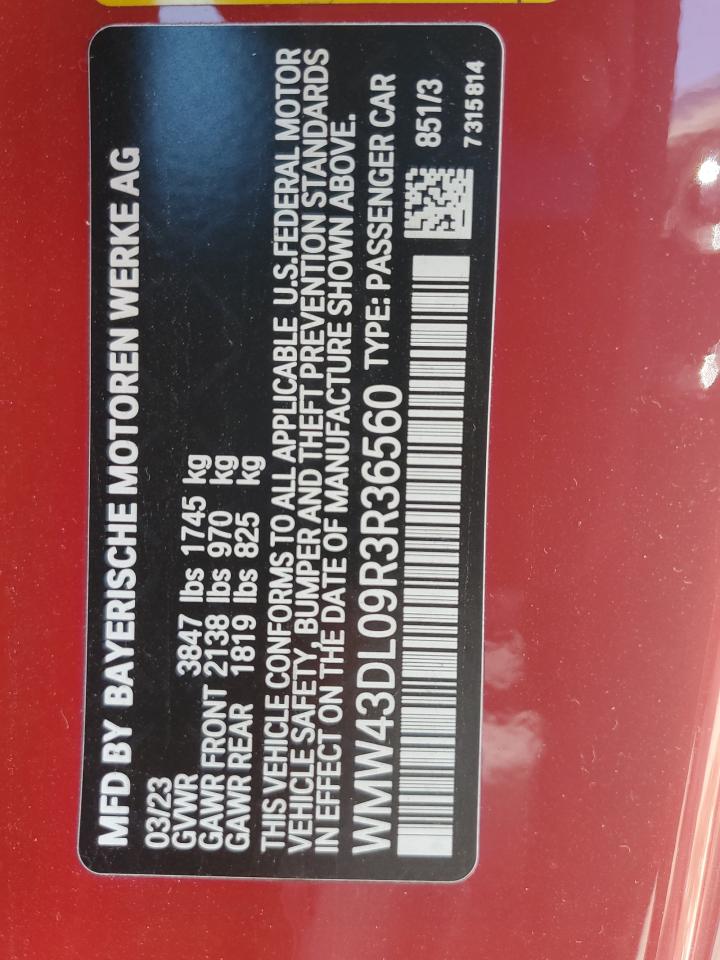 MFD BY BAYERISCHE MOTOREN WERKE AG
03/23
GVWR 3847 lbs 1745 kg
GAWR FRONT 2138 lbs 970 kg
GAWR REAR 1819 lbs 825 kg
THIS VEHICLE CONFORMS TO ALL APPLICABLE U.S.FEDERAL MOTOR
VEHICLE SAFETY, BUMPER AND THEFT PREVENTION STANDARDS
IN EFFECT ON THE DATE OF MANUFACTURE SHOWN ABOVE.
WMW43DL09R3R36560 TYPE: PASSENGER CAR
851/3
7315814